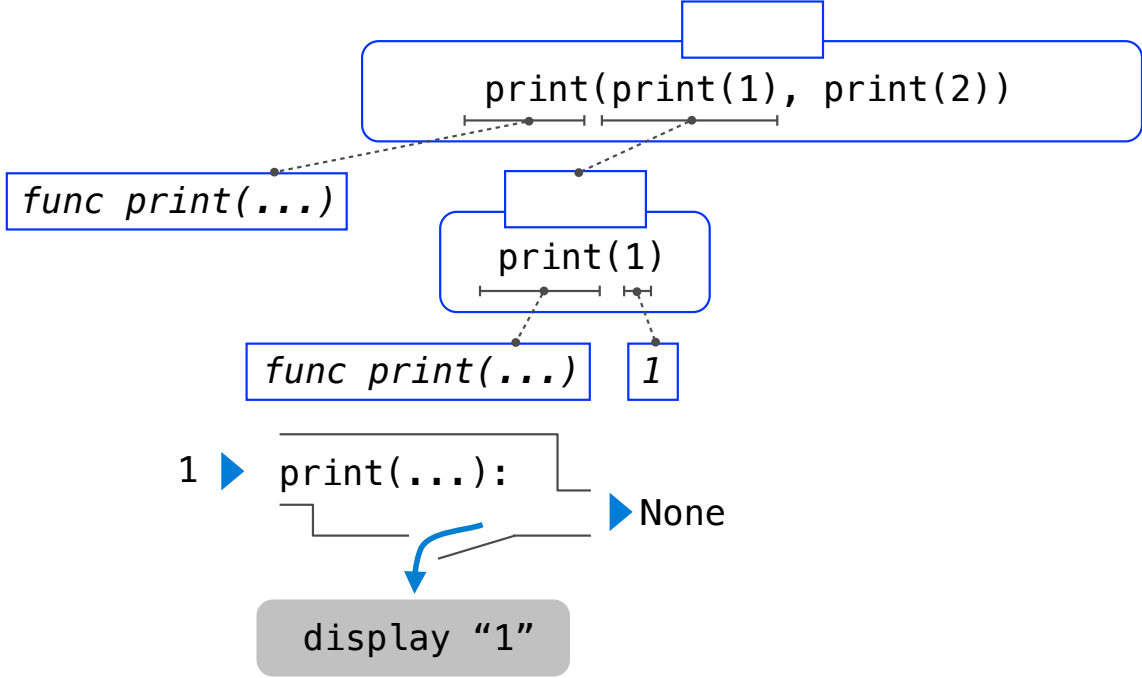 print(print(1), print(2))
func print(...)
print(1)
func print(...)
1
1
print(...):
None
display “1”